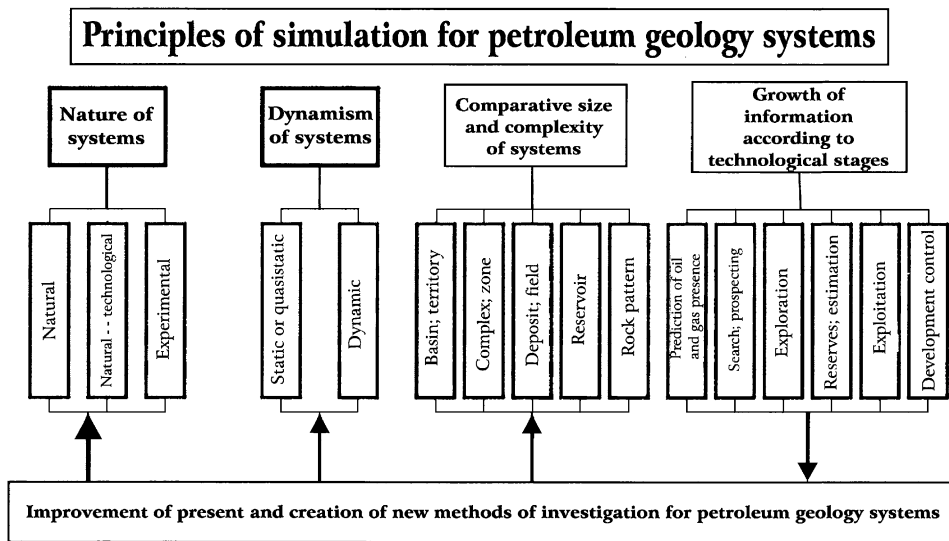 Principles of simulation for petroleum geology systems
Nature of
systems
Dynamism
of systems
Comparative size
and complexity
of systems
Growth of
information
according to
technological stages
Natural
Natural - - technological
Experimental
Static or quasistatic
Dynamic
Basin; territory
Complex; zone
Deposit; field
Reservoir
Rock pattern
Prediction of oil
and gas presence
Search; prospecting
Exploration
Reserves; estimation
Exploitation
Development control
Improvement of present and creation of new methods of investigation for petroleum geology systems